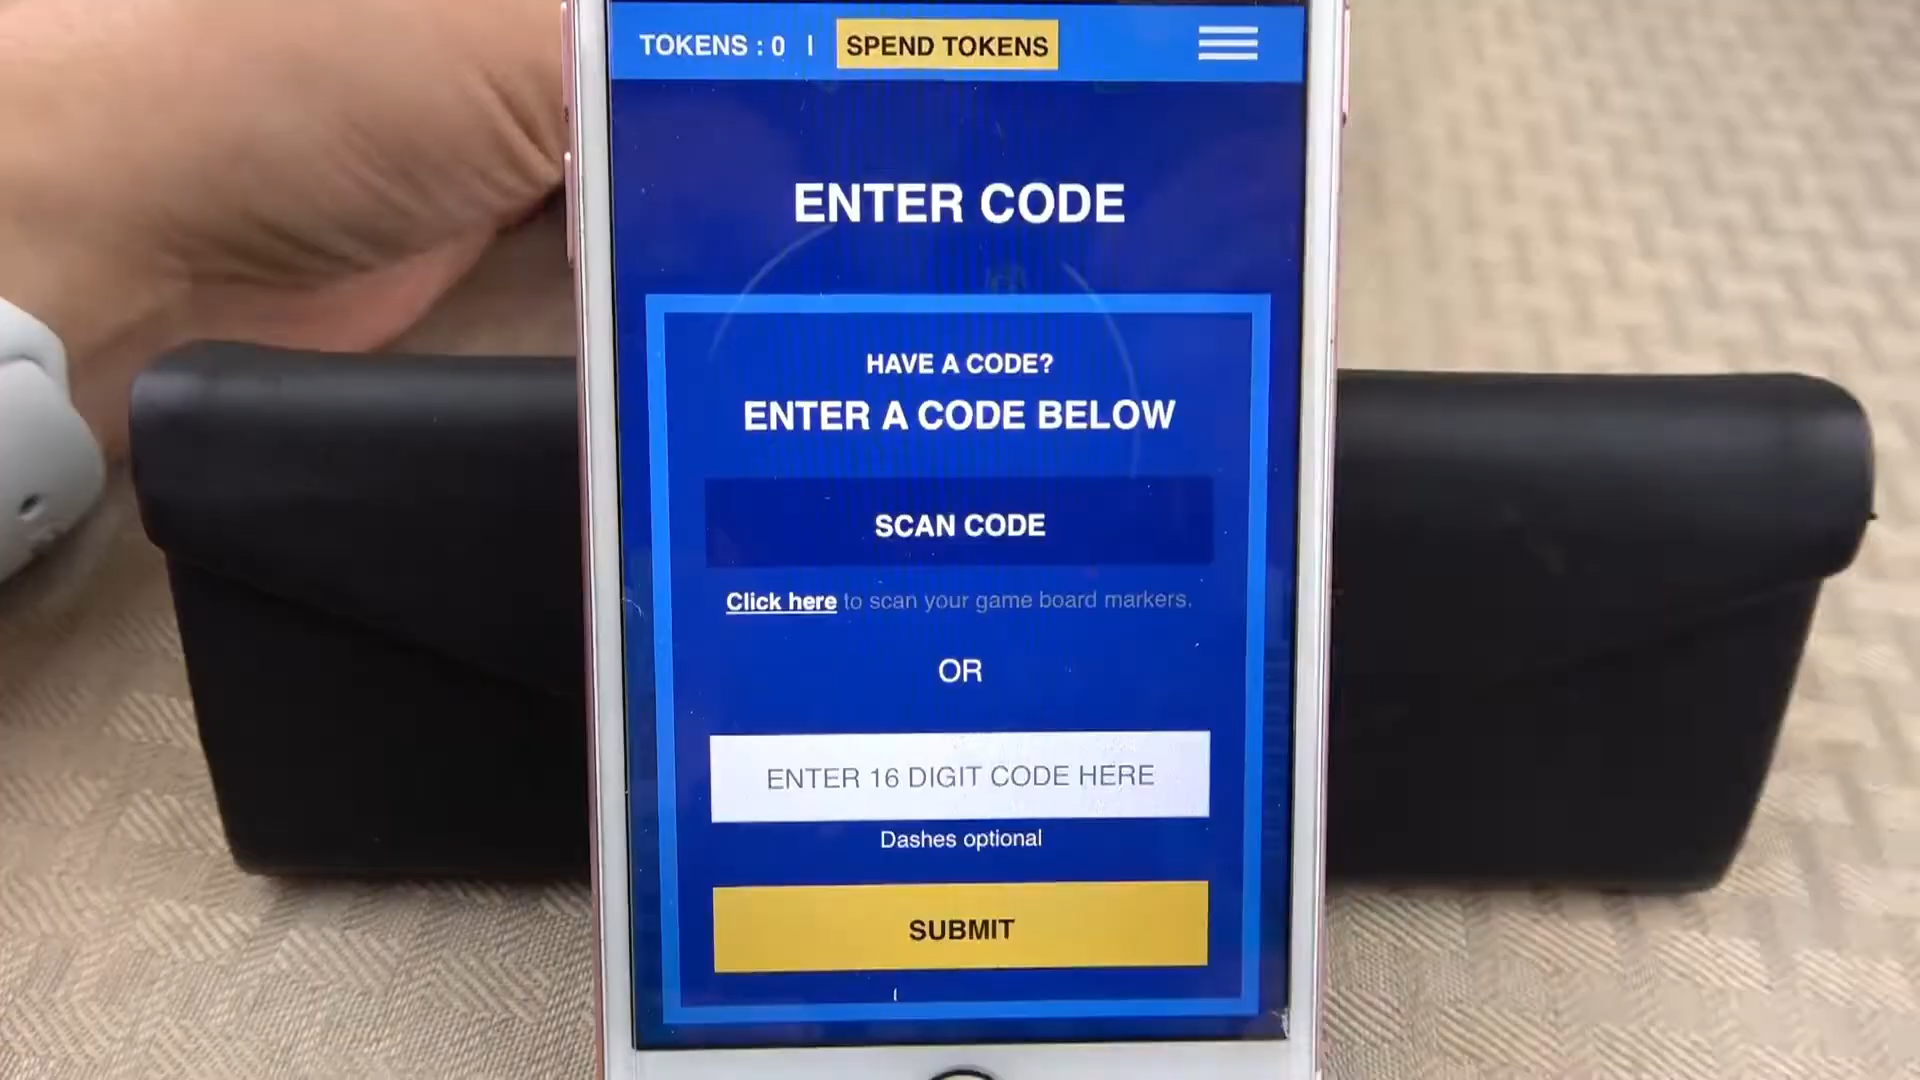 TOKENS : 0 | SPEND TOKENS
ENTER CODE
HAVE A CODE?
ENTER A CODE BELOW
SCAN CODE
Click here to scan your game board markers.
OR
ENTER 16 DIGIT CODE HERE
Dashes optional
SUBMIT